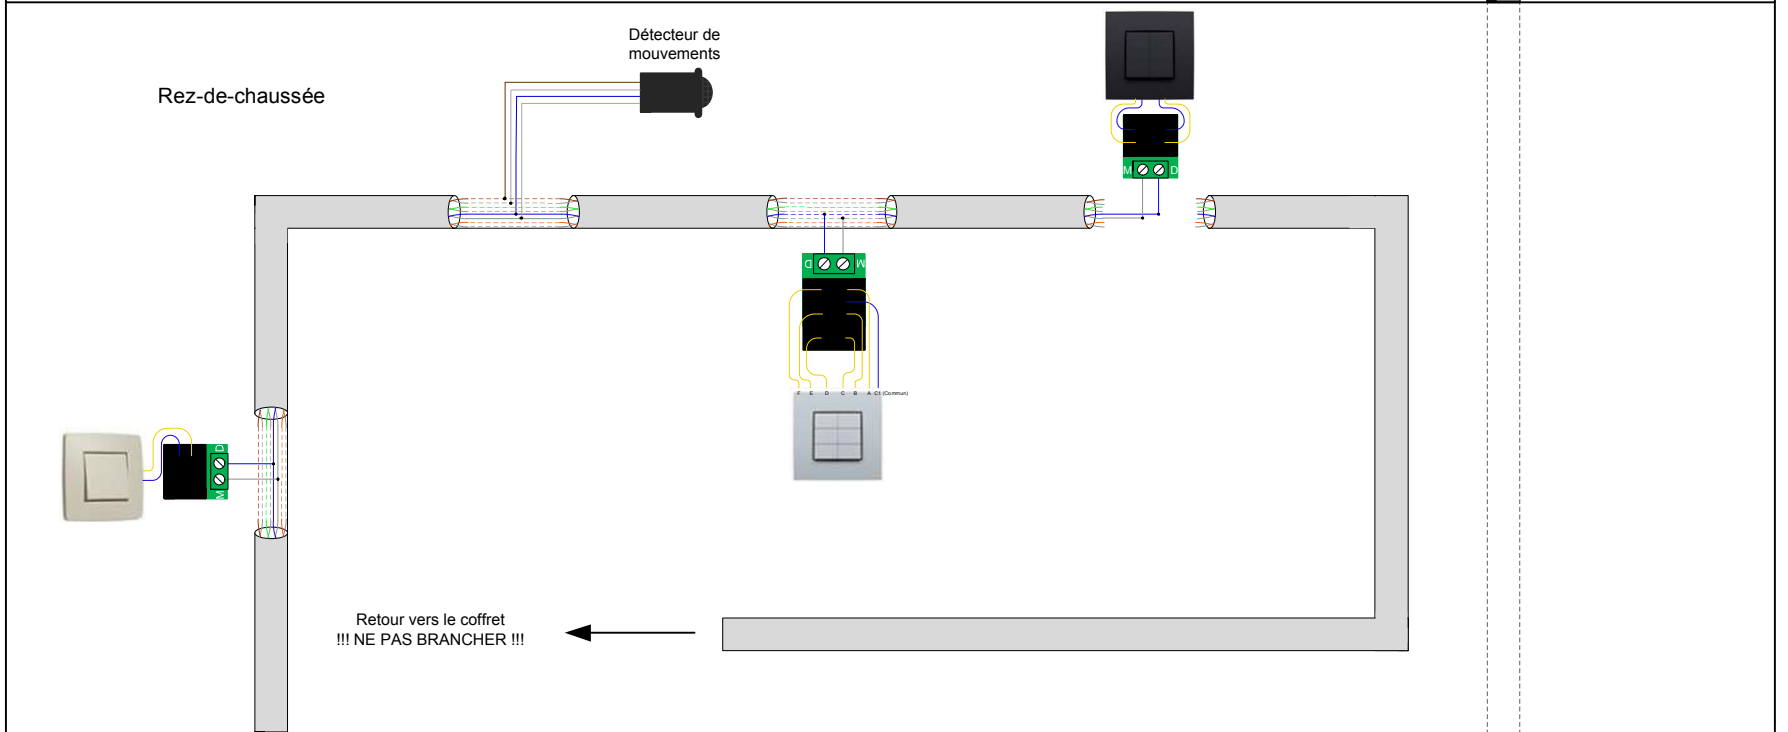 Détecteur de
mouvements
Rez-de-chaussée
M D
D M
F E D C B A C1 (Commun)
D
M
Retour vers le coffret
!!! NE PAS BRANCHER !!!